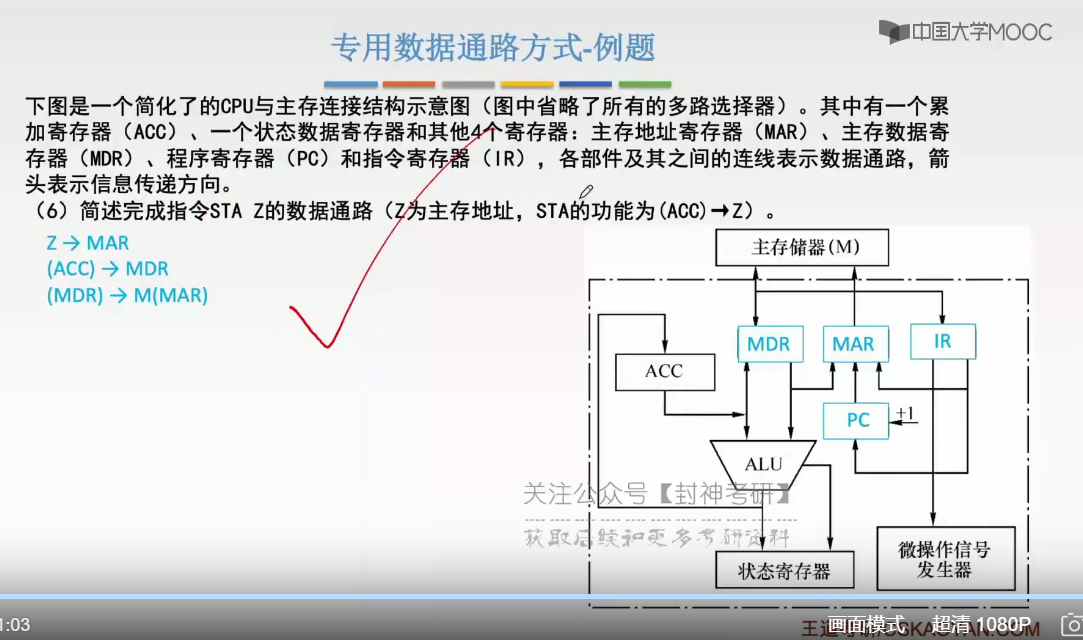 中国大学MOOC
专用数据通路方式-例题
下图是一个简化了的CPU与主存连接结构示意图（图中省略了所有的多路选择器）。其中有一个累
加寄存器（ACC）、一个状态数据寄存器和其他4个寄存器：主存地址寄存器（MAR）、主存数据寄
存器（MDR）、程序寄存器（PC）和指令寄存器（IR），各部件及其之间的连线表示数据通路，箭
头表示信息传递方向。
（6）简述完成指令STA Z的数据通路（Z为主存地址，STA的功能为(ACC)→Z）。
Z → MAR
(ACC) → MDR
(MDR) → M(MAR)
主存储器(M)
MDR
MAR
IR
ACC
PC
+1
ALU
关注公众号【封神考研】
获取后续和更多考研资料
状态寄存器
微操作信号
发生器
1:03
画面模式
超清 1080P